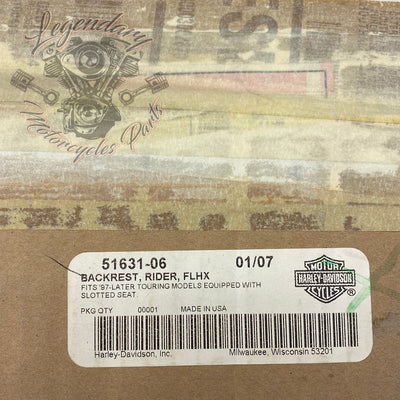 Legendary
Motorcycles Parts
51631-06 01/07
BACKREST, RIDER, FLHX
FITS '97-LATER TOURING MODELS EQUIPPED WITH
SLOTTED SEAT.
PKG QTY 00001 MADE IN USA
Harley-Davidson, Inc. Milwaukee, Wisconsin 53201
MOTOR
HARLEY-DAVIDSON
CYCLES